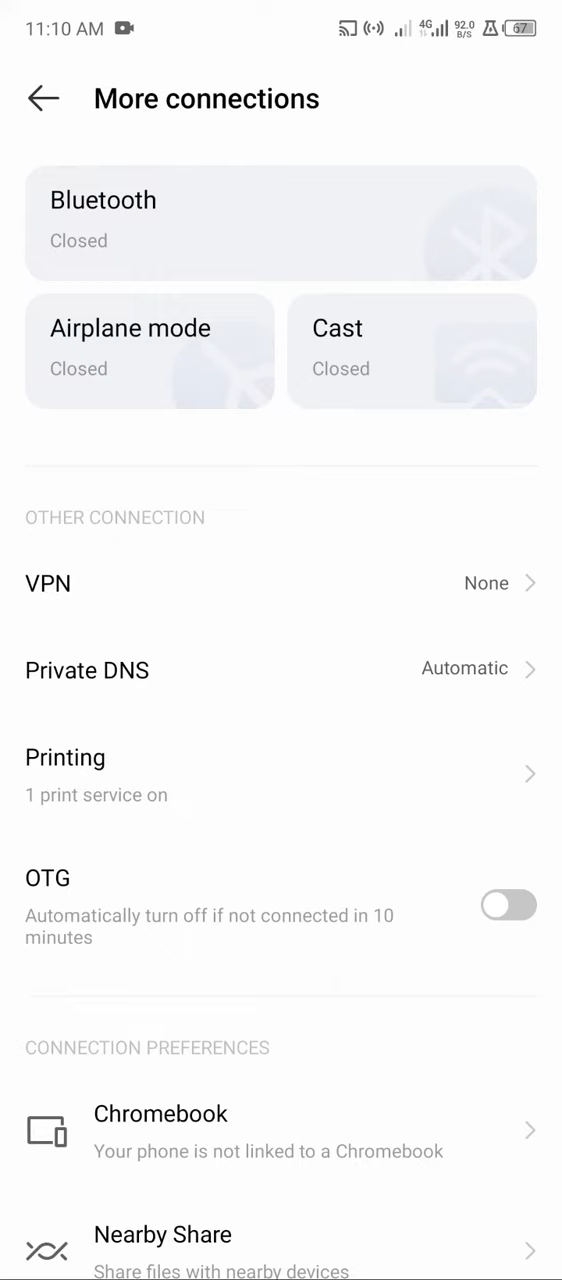 11:10 AM
4G 92.0 B/S 67
More connections
Bluetooth
Closed
Airplane mode
Closed
Cast
Closed
OTHER CONNECTION
VPN
None
Private DNS
Automatic
Printing
1 print service on
OTG
Automatically turn off if not connected in 10
minutes
CONNECTION PREFERENCES
Chromebook
Your phone is not linked to a Chromebook
Nearby Share
Share files with nearby devices